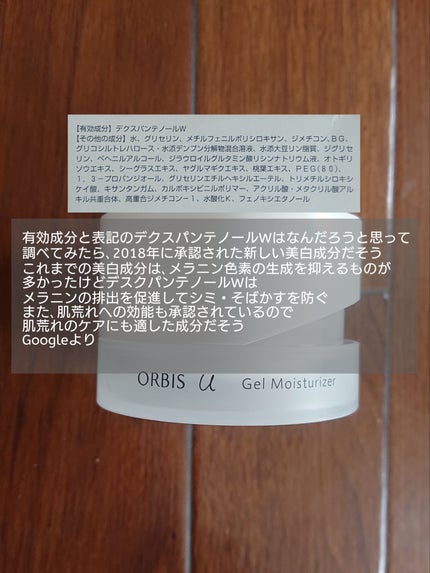 【有効成分】デクスパンテノールW
【その他の成分】水、グリセリン、メチルフェニルポリシロキサン、ジメチコン、BG、
グリコシルトレハロース・水添デンプン分解物混合溶液、水添大豆リン脂質、ジグリセ
リン、ベヘニルアルコール、ジラウロイルグルタミン酸リシンナトリウム液、オトギリ
ソウエキス、シーグラスエキス、ヤグルマギクエキス、桃葉エキス、PEG(80)、
1，3－プロパンジオール、グリセリンエチルヘキシルエーテル、トリメチルシロキシ
ケイ酸、キサンタンガム、カルボキシビニルポリマー、アクリル酸・メタクリル酸アル
キル共重合体、高重合ジメチコン－1、水酸化K、フェノキシエタノール
有効成分と表記のデクスパンテノールWはなんだろうと思って
調べてみたら、2018年に承認された新しい美白成分だそう
これまでの美白成分は、メラニン色素の生成を抑えるものが
多かったけどデスクパンテノールWは
メラニンの排出を促進してシミ・そばかすを防ぐ
また、肌荒れへの効能も承認されているので
肌荒れのケアにも適した成分だそう
Googleより
ORBIS u Gel Moisturizer